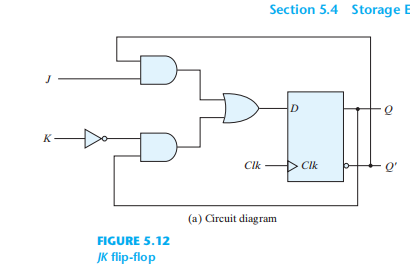 Section 5.4 Storage E
J
D
Q
K
Clk
Clk
Q'
(a) Circuit diagram
FIGURE 5.12
JK flip-flop